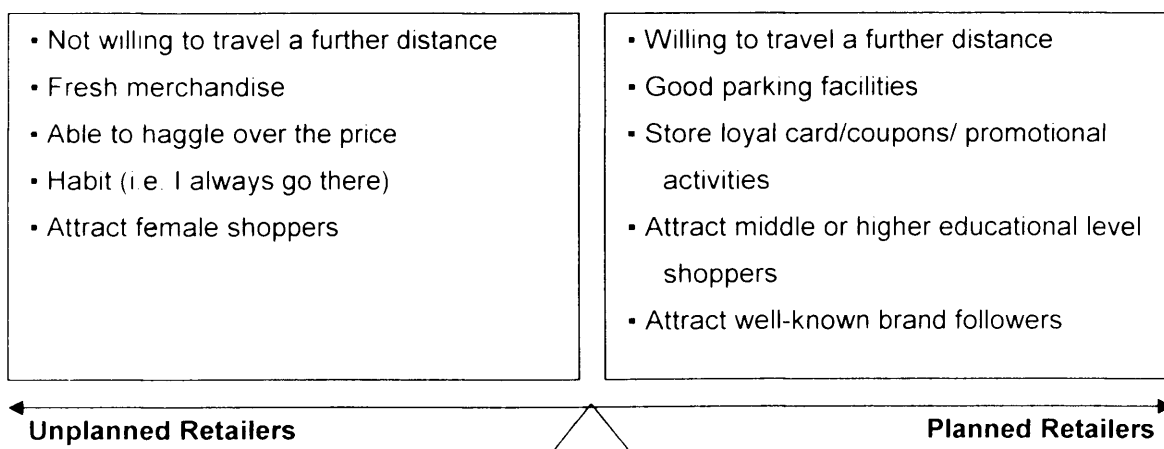 ▪ Not willing to travel a further distance
▪ Fresh merchandise
▪ Able to haggle over the price
▪ Habit (i.e. I always go there)
▪ Attract female shoppers
▪ Willing to travel a further distance
▪ Good parking facilities
▪ Store loyal card/coupons/ promotional
activities
▪ Attract middle or higher educational level
shoppers
▪ Attract well-known brand followers
Unplanned Retailers
Planned Retailers